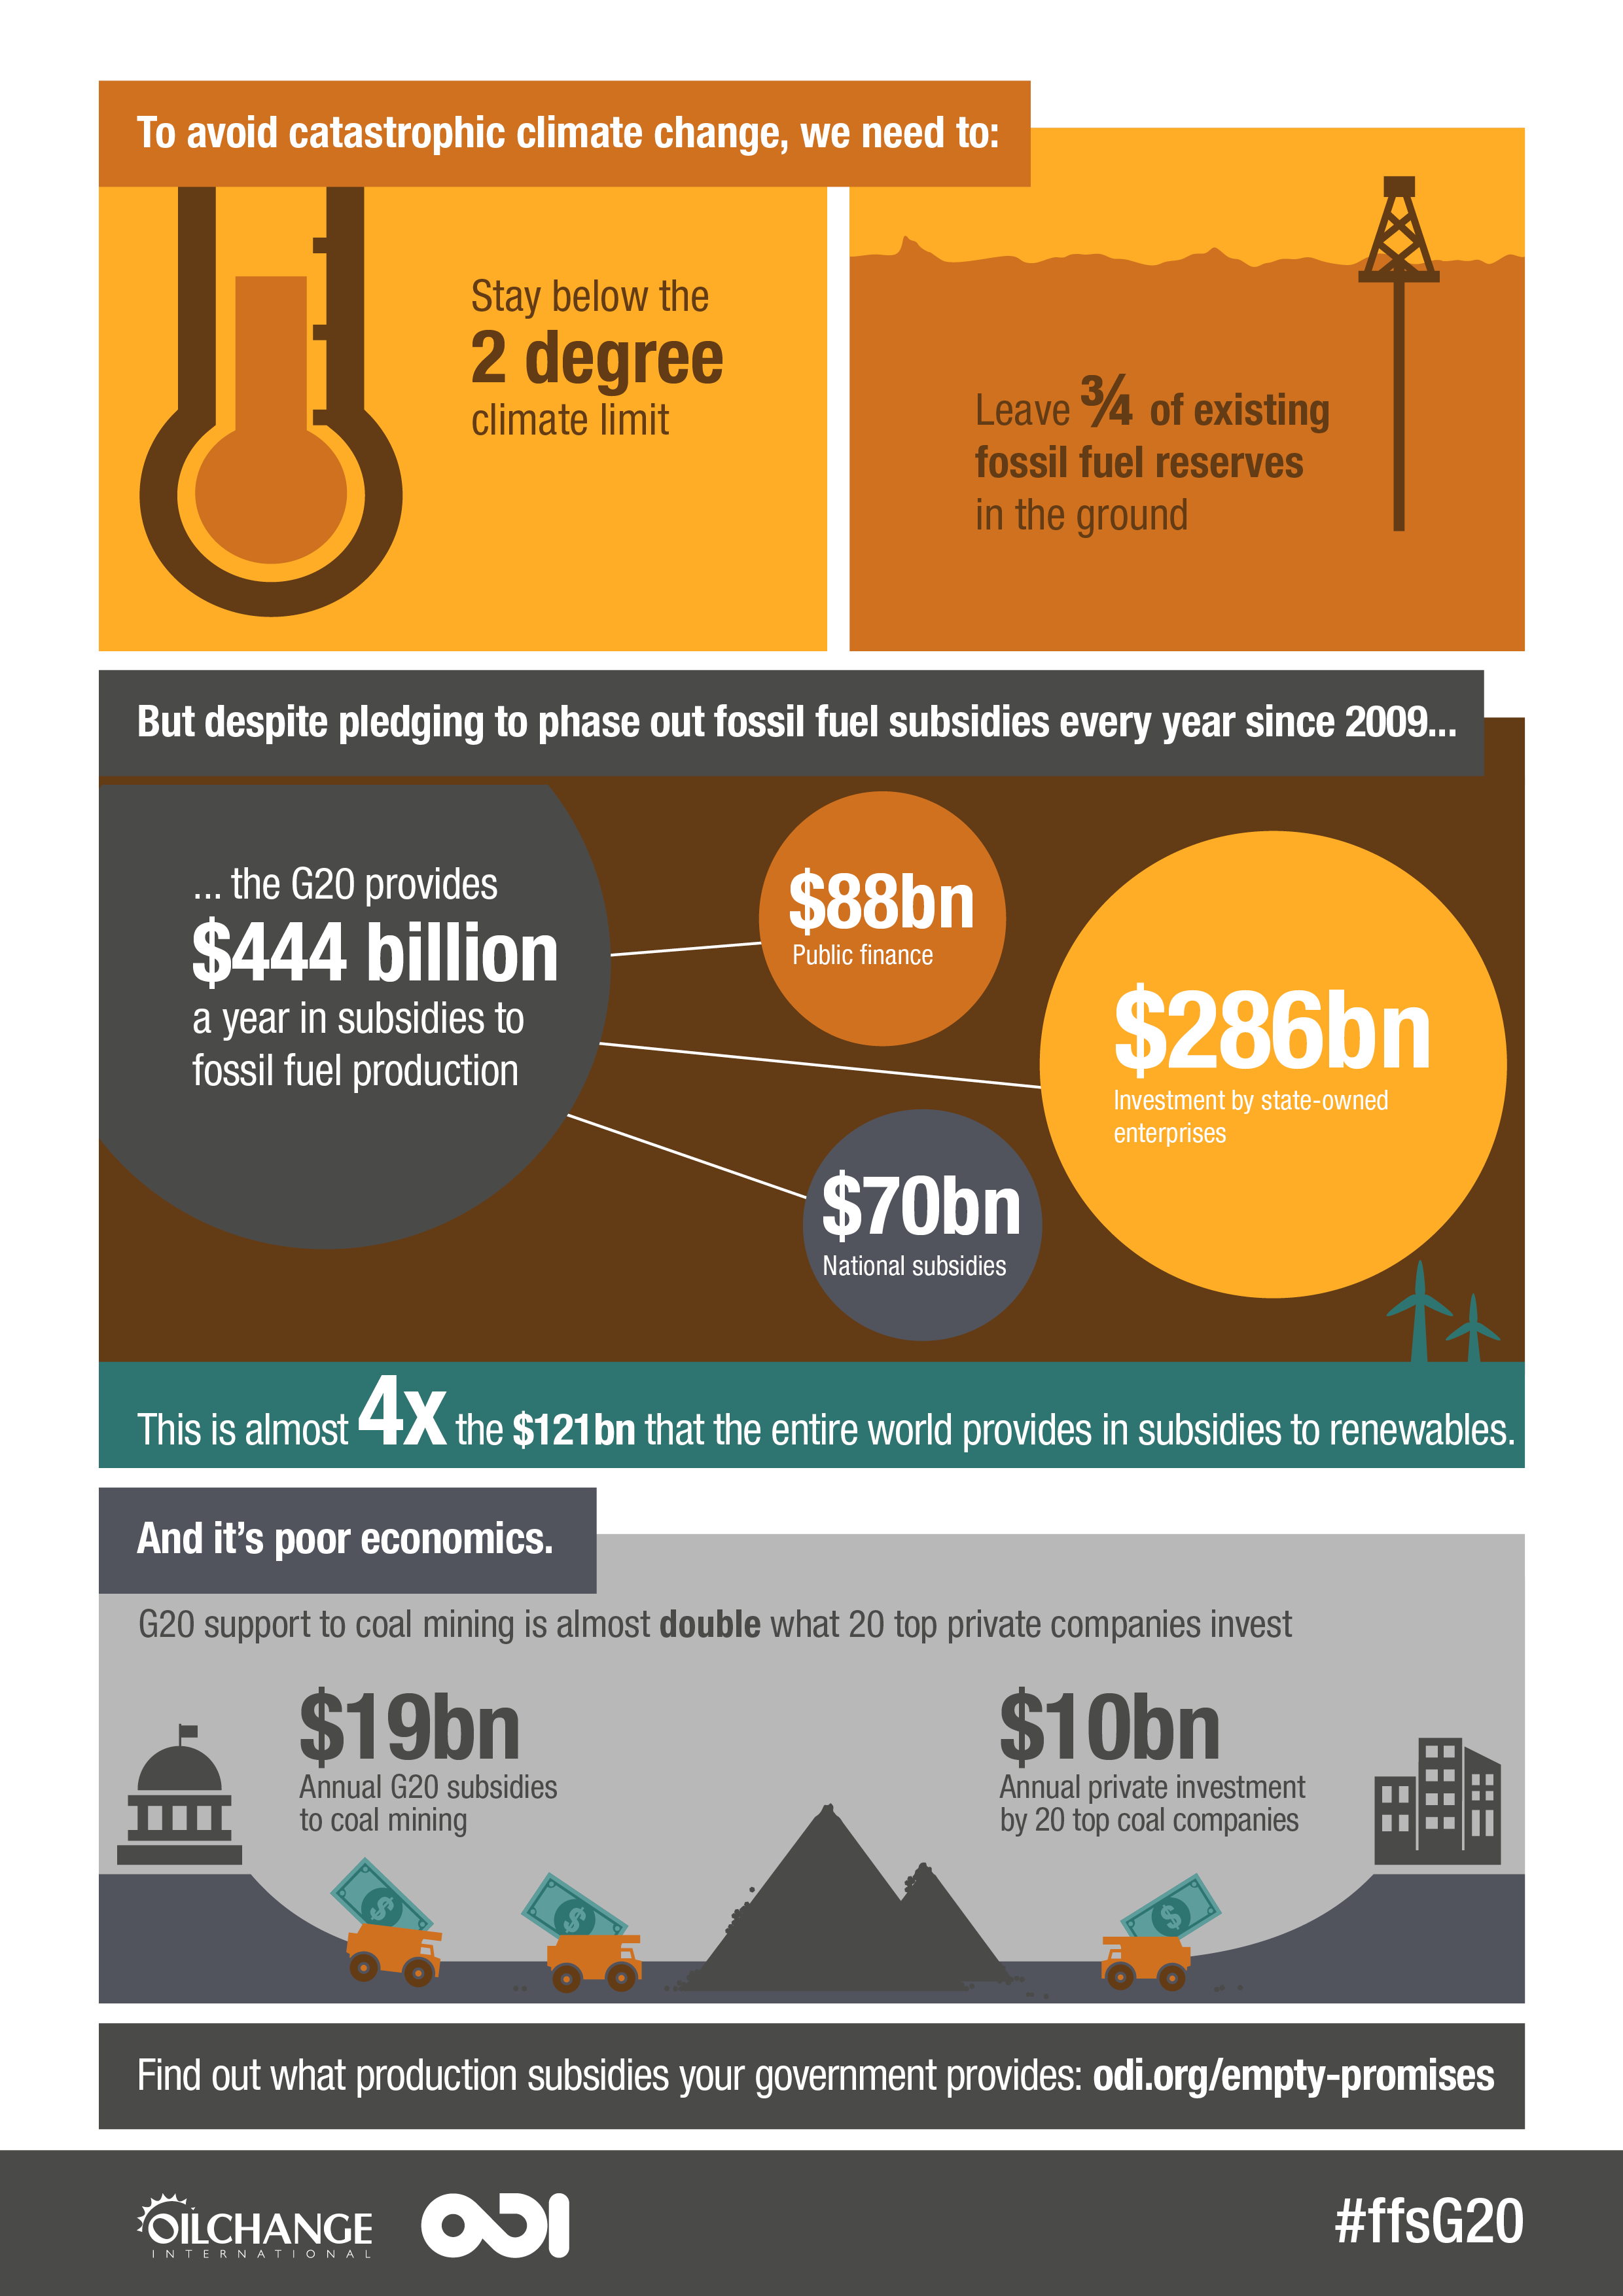 To avoid catastrophic climate change, we need to:
Stay below the
2 degree
climate limit
Leave ¾ of existing
fossil fuel reserves
in the ground
But despite pledging to phase out fossil fuel subsidies every year since 2009...
... the G20 provides
$444 billion
a year in subsidies to
fossil fuel production
$88bn
Public finance
$286bn
Investment by state-owned
enterprises
$70bn
National subsidies
This is almost 4x the $121bn that the entire world provides in subsidies to renewables.
And it’s poor economics.
G20 support to coal mining is almost double what 20 top private companies invest
$19bn
Annual G20 subsidies
to coal mining
$10bn
Annual private investment
by 20 top coal companies
$
$
$
Find out what production subsidies your government provides: odi.org/empty-promises
OILCHANGE
INTERNATIONAL
ODI
#ffsG20